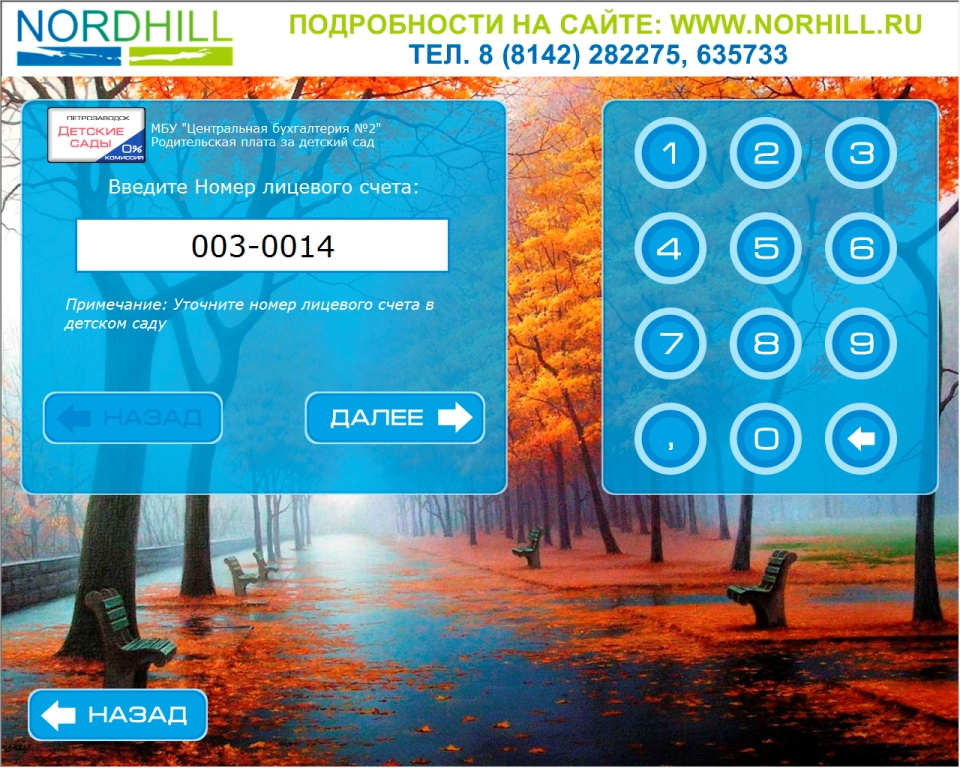 NORDHILL
ПОДРОБНОСТИ НА САЙТЕ: WWW.NORHILL.RU
ТЕЛ. 8 (8142) 282275, 635733
ПЕТРОЗАВОДСК
ДЕТСКИЕ
САДЫ
0%
КОМИССИЯ
МБУ "Центральная бухгалтерия №2"
Родительская плата за детский сад
Введите Номер лицевого счета:
003-0014
Примечание: Уточните номер лицевого счета в
детском саду
НАЗАД
ДАЛЕЕ
1 2 3
4 5 6
7 8 9
, 0
НАЗАД